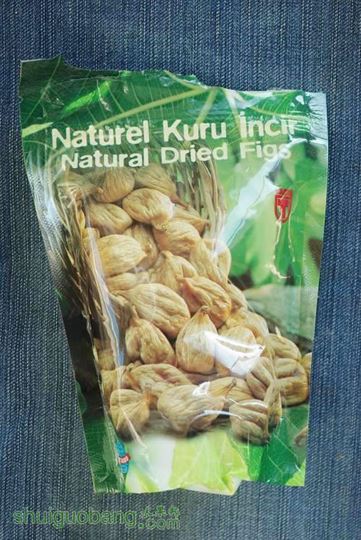 Naturel Kuru İncir
Natural Dried Figs
shuiguobang.com